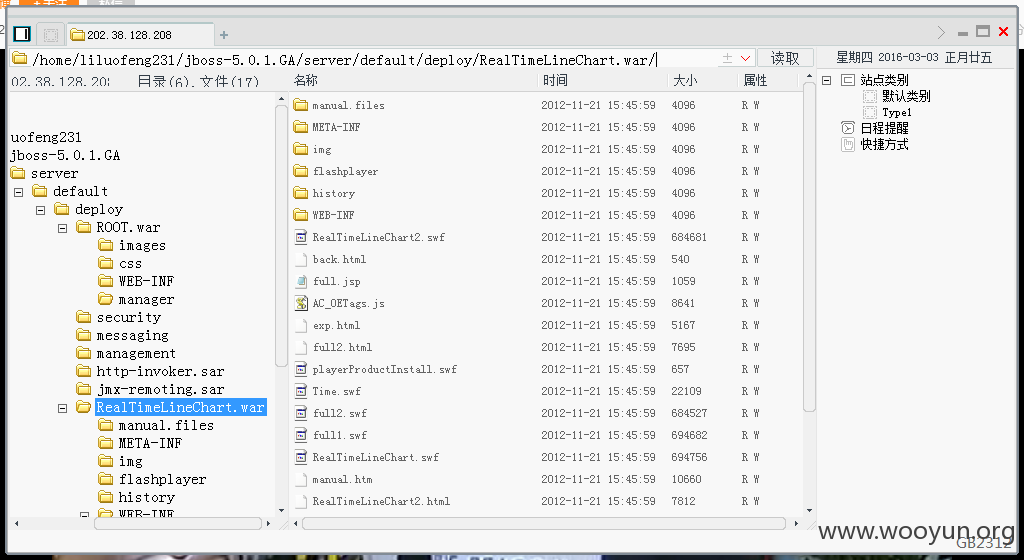 202.38.128.208
/home/liluofeng231/jboss-5.0.1.GA/server/default/deploy/RealTimeLineChart.war/
读取
星期四 2016-03-03 正月廿五
02.38.128.208 目录(6),文件(17)
名称 时间 大小 属性
uofeng231
jboss-5.0.1.GA
server
default
deploy
ROOT.war
images
css
WEB-INF
manager
security
messaging
management
http-invoker.sar
jmx-remoting.sar
RealTimeLineChart.war
manual.files
META-INF
img
flashplayer
history
WEB-INF
manual.files 2012-11-21 15:45:59 4096 R W
META-INF 2012-11-21 15:45:59 4096 R W
img 2012-11-21 15:45:59 4096 R W
flashplayer 2012-11-21 15:45:59 4096 R W
history 2012-11-21 15:45:59 4096 R W
WEB-INF 2012-11-21 15:45:59 4096 R W
RealTimeLineChart2.swf 2012-11-21 15:45:59 684681 R W
back.html 2012-11-21 15:45:59 540 R W
full.jsp 2012-11-21 15:45:59 1059 R W
AC_OETags.js 2012-11-21 15:45:59 8641 R W
exp.html 2012-11-21 15:45:59 5167 R W
full2.html 2012-11-21 15:45:59 7695 R W
playerProductInstall.swf 2012-11-21 15:45:59 657 R W
Time.swf 2012-11-21 15:45:59 22109 R W
full2.swf 2012-11-21 15:45:59 684527 R W
full1.swf 2012-11-21 15:45:59 694682 R W
RealTimeLineChart.swf 2012-11-21 15:45:59 694756 R W
manual.htm 2012-11-21 15:45:59 10660 R W
RealTimeLineChart2.html 2012-11-21 15:45:59 7812 R W
站点类别
默认类别
Type1
日程提醒
快捷方式
www.wooyun.org
GB2312